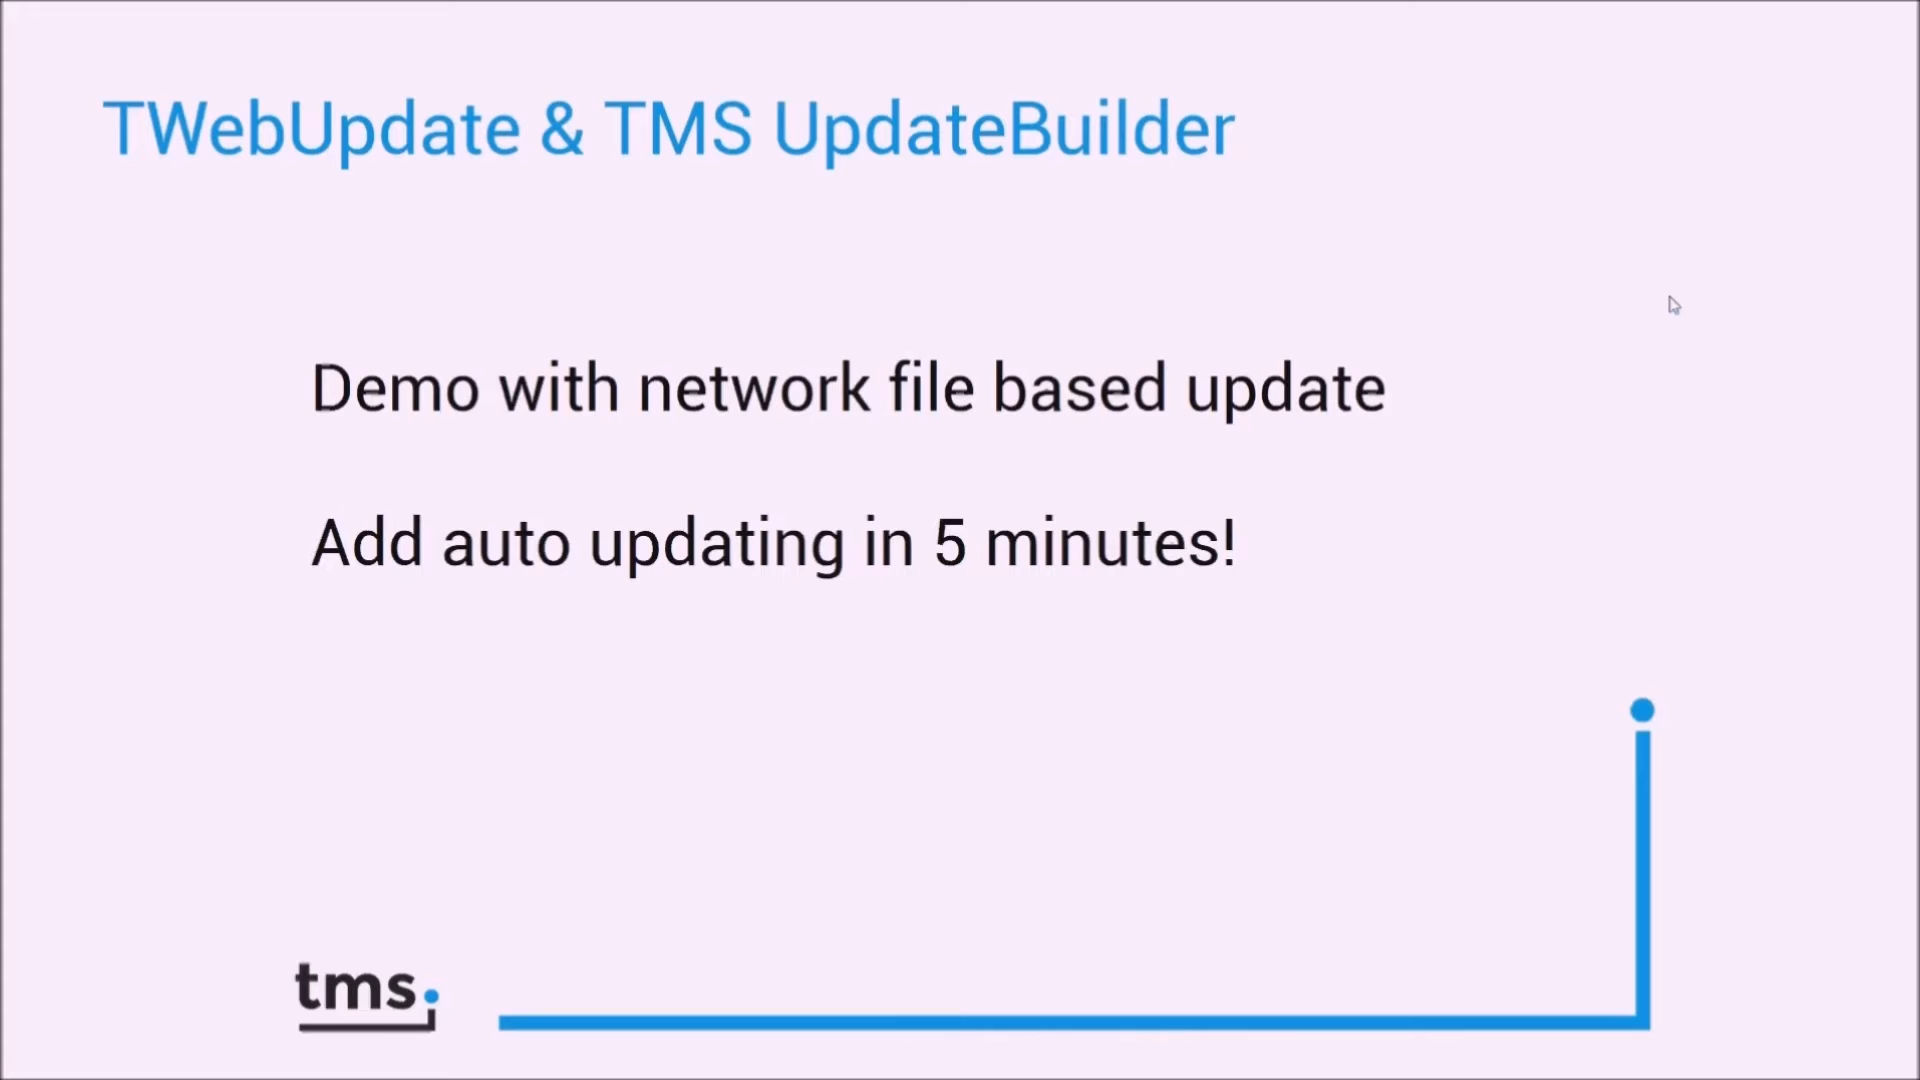 TWebUpdate & TMS UpdateBuilder
Demo with network file based update
Add auto updating in 5 minutes!
tms